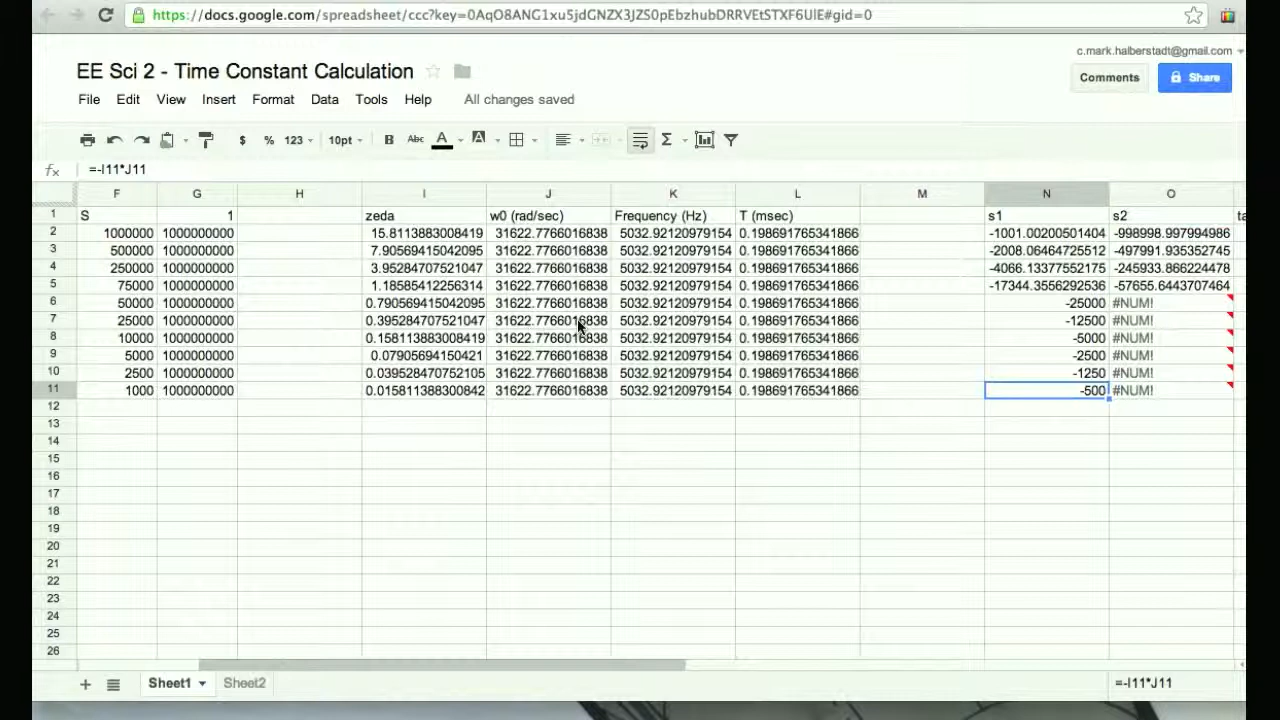 https://docs.google.com/spreadsheet/ccc?key=0AqO8ANG1xu5jdGNZX3JZS0pEbzhubDRRVEtSTXF6UlE#gid=0
c.mark.halberstadt@gmail.com
EE Sci 2 - Time Constant Calculation
Comments
Share
File Edit View Insert Format Data Tools Help All changes saved
$ % 123 10pt B Abc A A Σ
fx =-I11*J11
F G H I J K L M N O
1 S 1 zeda w0 (rad/sec) Frequency (Hz) T (msec) s1 s2 ta
2 1000000 1000000000 15.8113883008419 31622.7766016838 5032.92120979154 0.198691765341866 -1001.00200501404 -998998.997994986
3 500000 1000000000 7.90569415042095 31622.7766016838 5032.92120979154 0.198691765341866 -2008.06464725512 -497991.935352745
4 250000 1000000000 3.95284707521047 31622.7766016838 5032.92120979154 0.198691765341866 -4066.13377552175 -245933.866224478
5 75000 1000000000 1.18585412256314 31622.7766016838 5032.92120979154 0.198691765341866 -17344.3556292536 -57655.6443707464
6 50000 1000000000 0.790569415042095 31622.7766016838 5032.92120979154 0.198691765341866 -25000 #NUM!
7 25000 1000000000 0.395284707521047 31622.7766016838 5032.92120979154 0.198691765341866 -12500 #NUM!
8 10000 1000000000 0.158113883008419 31622.7766016838 5032.92120979154 0.198691765341866 -5000 #NUM!
9 5000 1000000000 0.07905694150421 31622.7766016838 5032.92120979154 0.198691765341866 -2500 #NUM!
10 2500 1000000000 0.039528470752105 31622.7766016838 5032.92120979154 0.198691765341866 -1250 #NUM!
11 1000 1000000000 0.015811388300842 31622.7766016838 5032.92120979154 0.198691765341866 -500 #NUM!
12
13
14
15
16
17
18
19
20
21
22
23
24
25
26
Sheet1 Sheet2 =-I11*J11